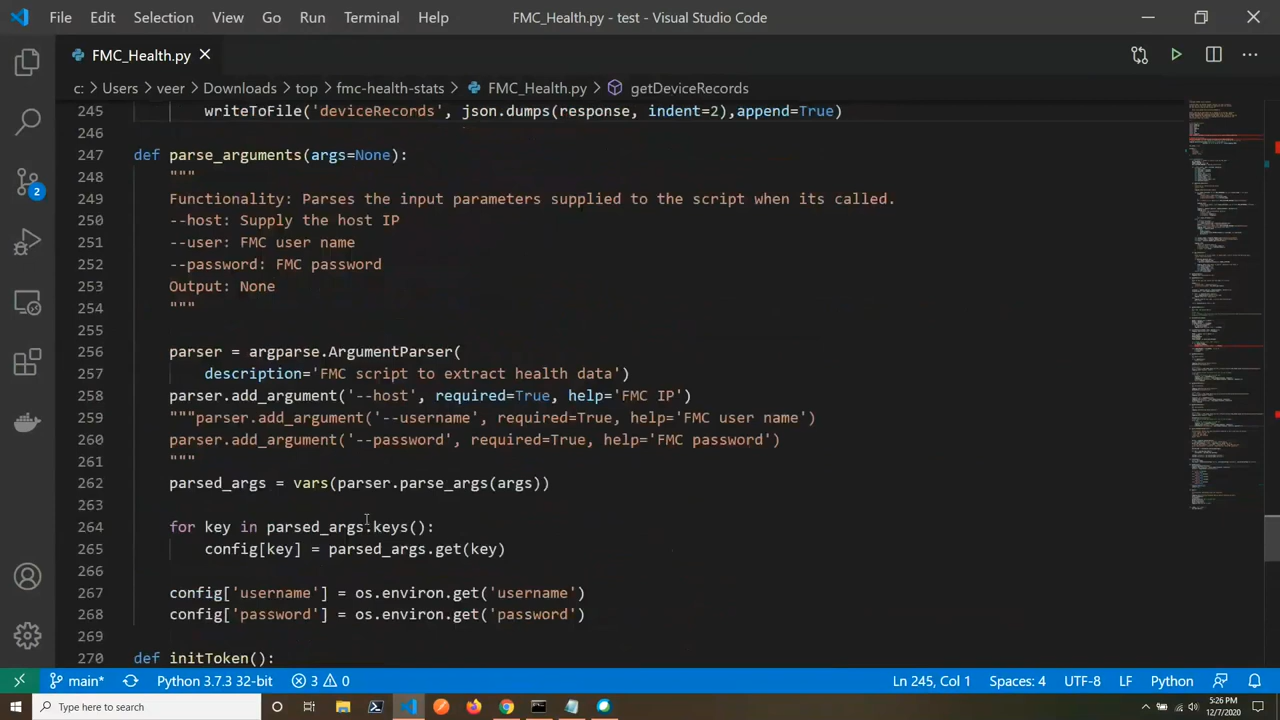 File Edit Selection View Go Run Terminal Help FMC_Health.py - test - Visual Studio Code
FMC_Health.py
c: > Users > veer > Downloads > top > fmc-health-stats > FMC_Health.py > getDeviceRecords
245 writeToFile('deviceRecords', json.dumps(response, indent=2),append=True)
246
247 def parse_arguments(args=None):
248 """
249 Functionality: Parses the input parameters supplied to the script when its called.
250 --host: Supply the host IP
251 --user: FMC user name
252 --password: FMC password
253 Output: None
254 """
255
256 parser = argparse.ArgumentParser(
257 description='FMC script to extract health data')
258 parser.add_argument('--host', required=True, help='FMC IP')
259 """parser.add_argument('--username', required=True, help='FMC user name')
260 parser.add_argument('--password', required=True, help='FMC password')
261 """
262 parsed_args = vars(parser.parse_args(args))
263
264 for key in parsed_args.keys():
265 config[key] = parsed_args.get(key)
266
267 config['username'] = os.environ.get('username')
268 config['password'] = os.environ.get('password')
269
270 def initToken():
2
main* Python 3.7.3 32-bit 3 0 Ln 245, Col 1 Spaces: 4 UTF-8 LF Python
Type here to search
5:26 PM
12/7/2020